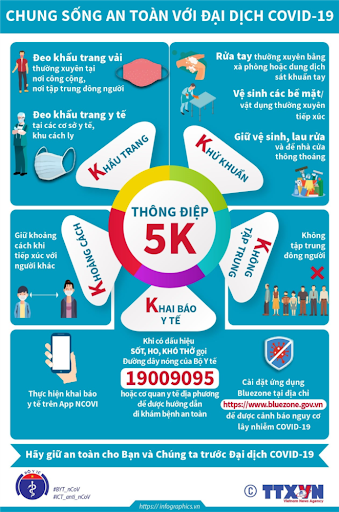 CHUNG SỐNG AN TOÀN VỚI ĐẠI DỊCH COVID-19
Đeo khẩu trang vải
thường xuyên tại
nơi công cộng,
nơi tập trung đông người
Đeo khẩu trang y tế
tại các cơ sở y tế,
khu cách ly
KHẨU TRANG
Rửa tay thường xuyên bằng
xà phòng hoặc dung dịch
sát khuẩn tay
Vệ sinh các bề mặt/
vật dụng thường xuyên
tiếp xúc
Giữ vệ sinh, lau rửa
và để nhà cửa
thông thoáng
KHỬ KHUẨN
THÔNG ĐIỆP
5K
Giữ khoảng
cách khi
tiếp xúc với
người khác
KHOẢNG CÁCH
KHÔNG
TẬP TRUNG
Không
tập trung
đông người
KHAI BÁO
Y TẾ
Thực hiện khai báo
y tế trên App NCOVI
Khi có dấu hiệu
SỐT, HO, KHÓ THỞ gọi
Đường dây nóng của Bộ Y tế
19009095
hoặc cơ quan y tế địa phương
để được hướng dẫn
đi khám bệnh an toàn
Cài đặt ứng dụng
Bluezone tại địa chỉ
https://www.bluezone.gov.vn
để được cảnh báo nguy cơ
lây nhiễm COVID-19
Hãy giữ an toàn cho Bạn và Chúng ta trước Đại dịch COVID-19
BỘ Y TẾ
#BYT_nCoV
#ICT_anti_nCoV
© TTXVN
Vietnam News Agency
https://infographics.vn